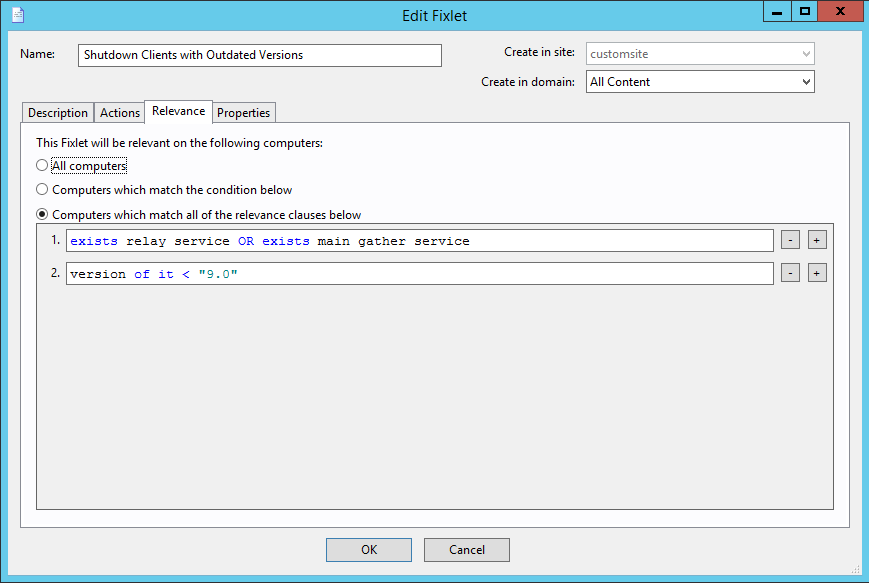 Edit Fixlet
Name: Shutdown Clients with Outdated Versions
Create in site: customsite
Create in domain: All Content
Description Actions Relevance Properties
This Fixlet will be relevant on the following computers:
All computers
Computers which match the condition below
Computers which match all of the relevance clauses below
1. exists relay service OR exists main gather service - +
2. version of it < "9.0" - +
OK Cancel